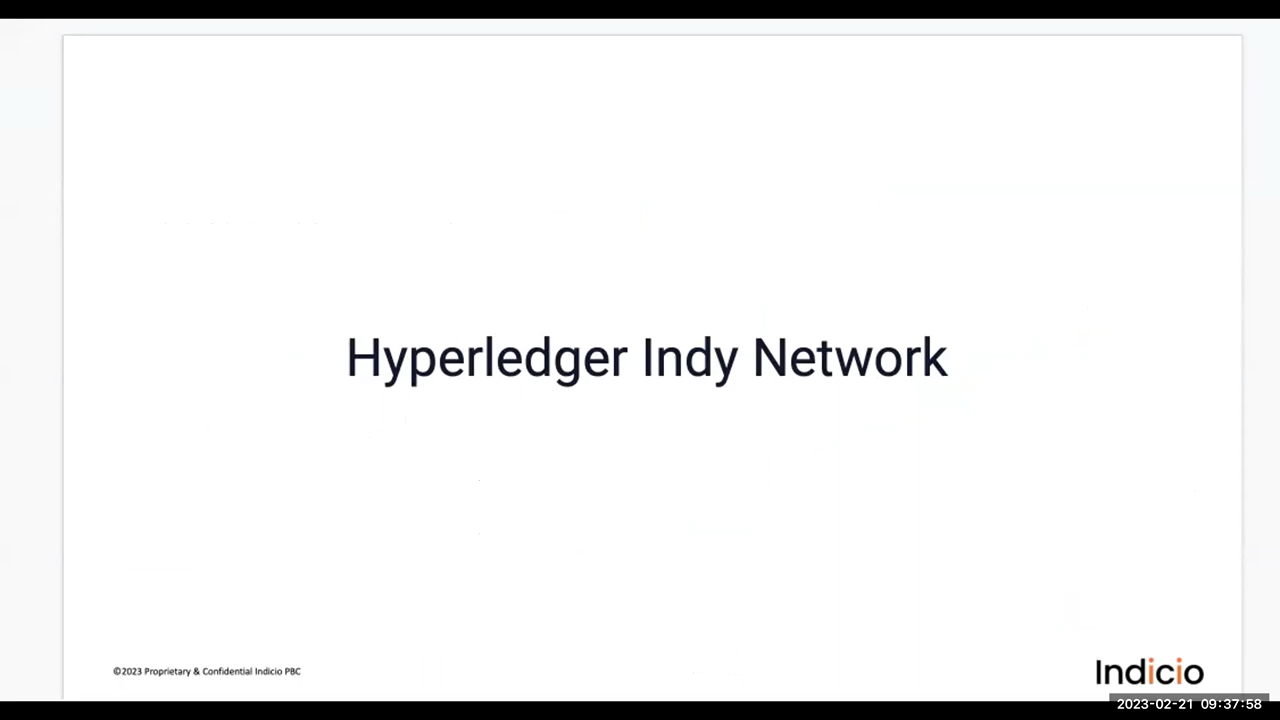 Hyperledger Indy Network
©2023 Proprietary & Confidential Indicio PBC
Indicio
2023-02-21 09:37:58